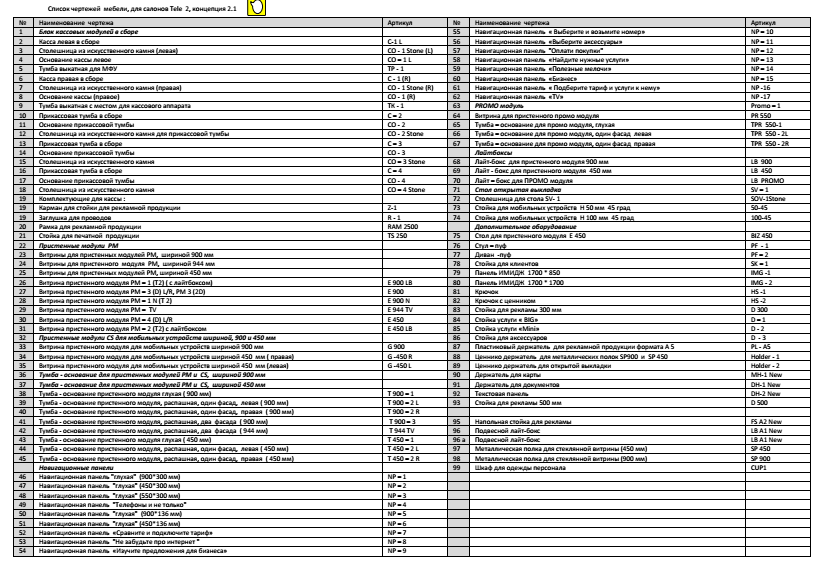 Список чертежей мебели, для салонов Tele 2, концепция 2.1
№ Наименование чертежа Артикул
1 Блок кассовых модулей в сборе
2 Касса левая в сборе С-1 L
3 Столешница из искусственного камня (левая) CO - 1 Stone (L)
4 Основание кассы левое CO = 1 L
5 Тумба выкатная для МФУ TP - 1
6 Касса правая в сборе C - 1 (R)
7 Столешница из искусственного камня (правая) CO - 1 Stone (R)
8 Основание кассы (правое) CO - 1 (R)
9 Тумба выкатная с местом для кассового аппарата TK - 1
10 Прикассовая тумба в сборе C = 2
11 Основание прикассовой тумбы CO - 2
12 Столешница из искусственного камня для прикассовой тумбы CO - 2 Stone
13 Прикассовая тумба в сборе C = 3
14 Основание прикассовой тумбы CO - 3
15 Столешница из искусственного камня CO = 3 Stone
16 Прикассовая тумба в сборе C = 4
17 Основание прикассовой тумбы CO - 4
18 Столешница из искусственного камня CO = 4 Stone
19 Комплектующие для кассы :
19 Карман для стойки для рекламной продукции Z-1
19 Заглушка для проводов R - 1
20 Рамка для рекламной продукции RAM 2500
21 Стойка для печатной продукции TS 250
22 Пристенные модули PM
23 Витрины для пристенных модулей РМ, шириной 900 мм
24 Витрины для пристенного модуля РМ, шириной 944 мм
25 Витрины для пристенных модулей РМ, шириной 450 мм
26 Витрина пристенного модуля РМ = 1 (T2) ( с лайтбоксом) E 900 LB
27 Витрина пристенного модуля РМ = 3 (D) L/R, PM 3 (2D) E 900
28 Витрина пристенного модуля РМ = 1 N (T 2) E 900 N
29 Витрина пристенного модуля РМ = TV E 944 TV
30 Витрина пристенного модуля РМ = 4 (D) L/R E 450
31 Витрина пристенного модуля РМ = 2 (T2) с лайтбоксом E 450 LB
32 Пристенные модули CS для мобильных устройств шириной, 900 и 450 мм
33 Витрина пристенного модуля для мобильных устройств шириной 900 мм G 900
34 Витрина пристенного модуля для мобильных устройств шириной 450 мм ( правая) G -450 R
35 Витрина пристенного модуля для мобильных устройств шириной 450 мм (левая) G -450 L
36 Тумба - основание для пристенных модулей РМ и CS, шириной 900 мм
37 Тумба - основание для пристенных модулей РМ и CS, шириной 450мм
38 Тумба - основание пристенного модуля глухая ( 900 мм) T 900 = 1
39 Тумба - основание пристенного модуля, распашная, один фасад, левая ( 900 мм) T 900 = 2 L
40 Тумба - основание пристенного модуля, распашная, один фасад, правая ( 900 мм) T 900 = 2 R
41 Тумба - основание пристенного модуля, распашная, два фасада ( 900 мм) T 900 = 3
42 Тумба - основание пристенного модуля, распашная, два фасада ( 944 мм) T 944 TV
43 Тумба - основание пристенного модуля глухая ( 450 мм) T 450 = 1
44 Тумба - основание пристенного модуля, распашная, один фасад, левая ( 450 мм) T 450 = 2 L
45 Тумба - основание пристенного модуля, распашная, один фасад, правая ( 450 мм) T 450 = 2 R
Навигационные панели
46 Навигационная панель "глухая" (900*300 мм) NP = 1
47 Навигационная панель "глухая" (450*300 мм) NP = 2
48 Навигационная панель "глухая" (550*300 мм) NP = 3
49 Навигационная панель "Телефоны и не только" NP = 4
50 Навигационная панель "глухая" (900*136 мм) NP = 5
51 Навигационная панель "глухая" (450*136 мм) NP = 6
52 Навигационная панель «Сравните и подключите тариф» NP = 7
53 Навигационная панель "Не забудьте про интернет " NP = 8
54 Навигационная панель «Изучите предложения для бизнеса» NP = 9
№ Наименование чертежа Артикул
55 Навигационная панель « Выберите и возьмите номер» NP = 10
56 Навигационная панель «Выберите аксессуары» NP = 11
57 Навигационная панель "Оплати покупки" NP = 12
58 Навигационная панель «Найдите нужные услуги» NP = 13
59 Навигационная панель «Полезные мелочи» NP = 14
60 Навигационная панель «Бизнес» NP = 15
61 Навигационная панель « Подберите тариф и услуги к нему» NP -16
62 Навигационная панель «TV» NP -17
63 PROMO модуль Promo = 1
64 Витрина для пристенного промо модуля PR 550
65 Тумба = основание для промо модуля, глухая TPR 550-1
66 Тумба = основание для промо модуля, один фасад левая TPR 550 - 2L
67 Тумба = основание для промо модуля, один фасад правая TPR 550 - 2R
Лайтбоксы
68 Лайт-бокс для пристенного модуля 900 мм LB 900
69 Лайт - бокс для пристенного модуля 450 мм LB 450
70 Лайт – бокс для ПРОМО модуля LB PROMO
71 Стол открытая выкладка SV = 1
72 Столешница для стола SV- 1 SOV-1Stone
73 Стойка для мобильных устройств H 50 мм 45 град 50-45
74 Стойка для мобильных устройств H 100 мм 45 град 100-45
Дополнительное оборудование
75 Стол для пристенного модуля E 450 BIZ 450
76 Стул = пуф PF - 1
77 Диван -пуф PF = 2
78 Стойка для клиентов SK = 1
79 Панель ИМИДЖ 1700 * 850 IMG -1
80 Панель ИМИДЖ 1700 * 1700 IMG - 2
81 Крючок HS -1
82 Крючок с ценником HS -2
83 Стойка для рекламы 300 мм D 300
84 Стойка услуги « BIG» D = 1
85 Стойка услуги «Mini» D - 2
86 Стойка для аксессуаров D - 3
87 Пластиковый держатель для рекламной продукции формата А 5 PL - A5
88 Ценнико держатель для металлических полок SP900 и SP 450 Holder - 1
89 Ценнико держатель для открытой выкладки Holder - 2
90 Держатель для карты MH-1 New
91 Держатель для документов DH-1 New
92 Текстовая панель DH-2 New
93 Стойка для рекламы 500 мм D 500
95 Напольная стойка для рекламы FS A2 New
96 Подвесной лайт-бокс LB A1 New
96 а Подвесной лайт-бокс LB A1 New
97 Металлическая полка для стеклянной витрины (450 мм) SP 450
98 Металлическая полка для стеклянной витрины (900 мм) SP 900
99 Шкаф для одежды персонала CUP1